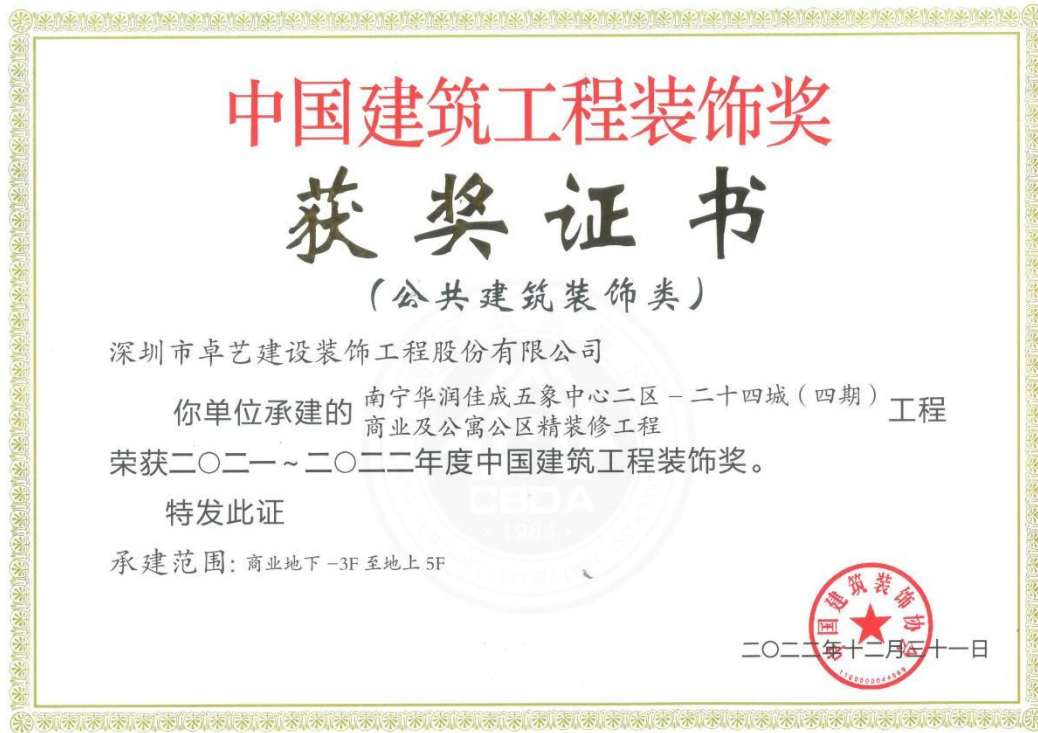 中国建筑工程装饰奖
获奖证书
(公共建筑装饰类)
深圳市卓艺建设装饰工程股份有限公司
你单位承建的 南宁华润佳成五象中心二区－二十四城(四期) 工程
商业及公寓公区精装修工程
荣获二〇二一~二〇二二年度中国建筑工程装饰奖。
特发此证
承建范围: 商业地下 -3F 至地上 5F
CBDA
·1984·
中国建筑装饰协会
二〇二二年十二月三十一日